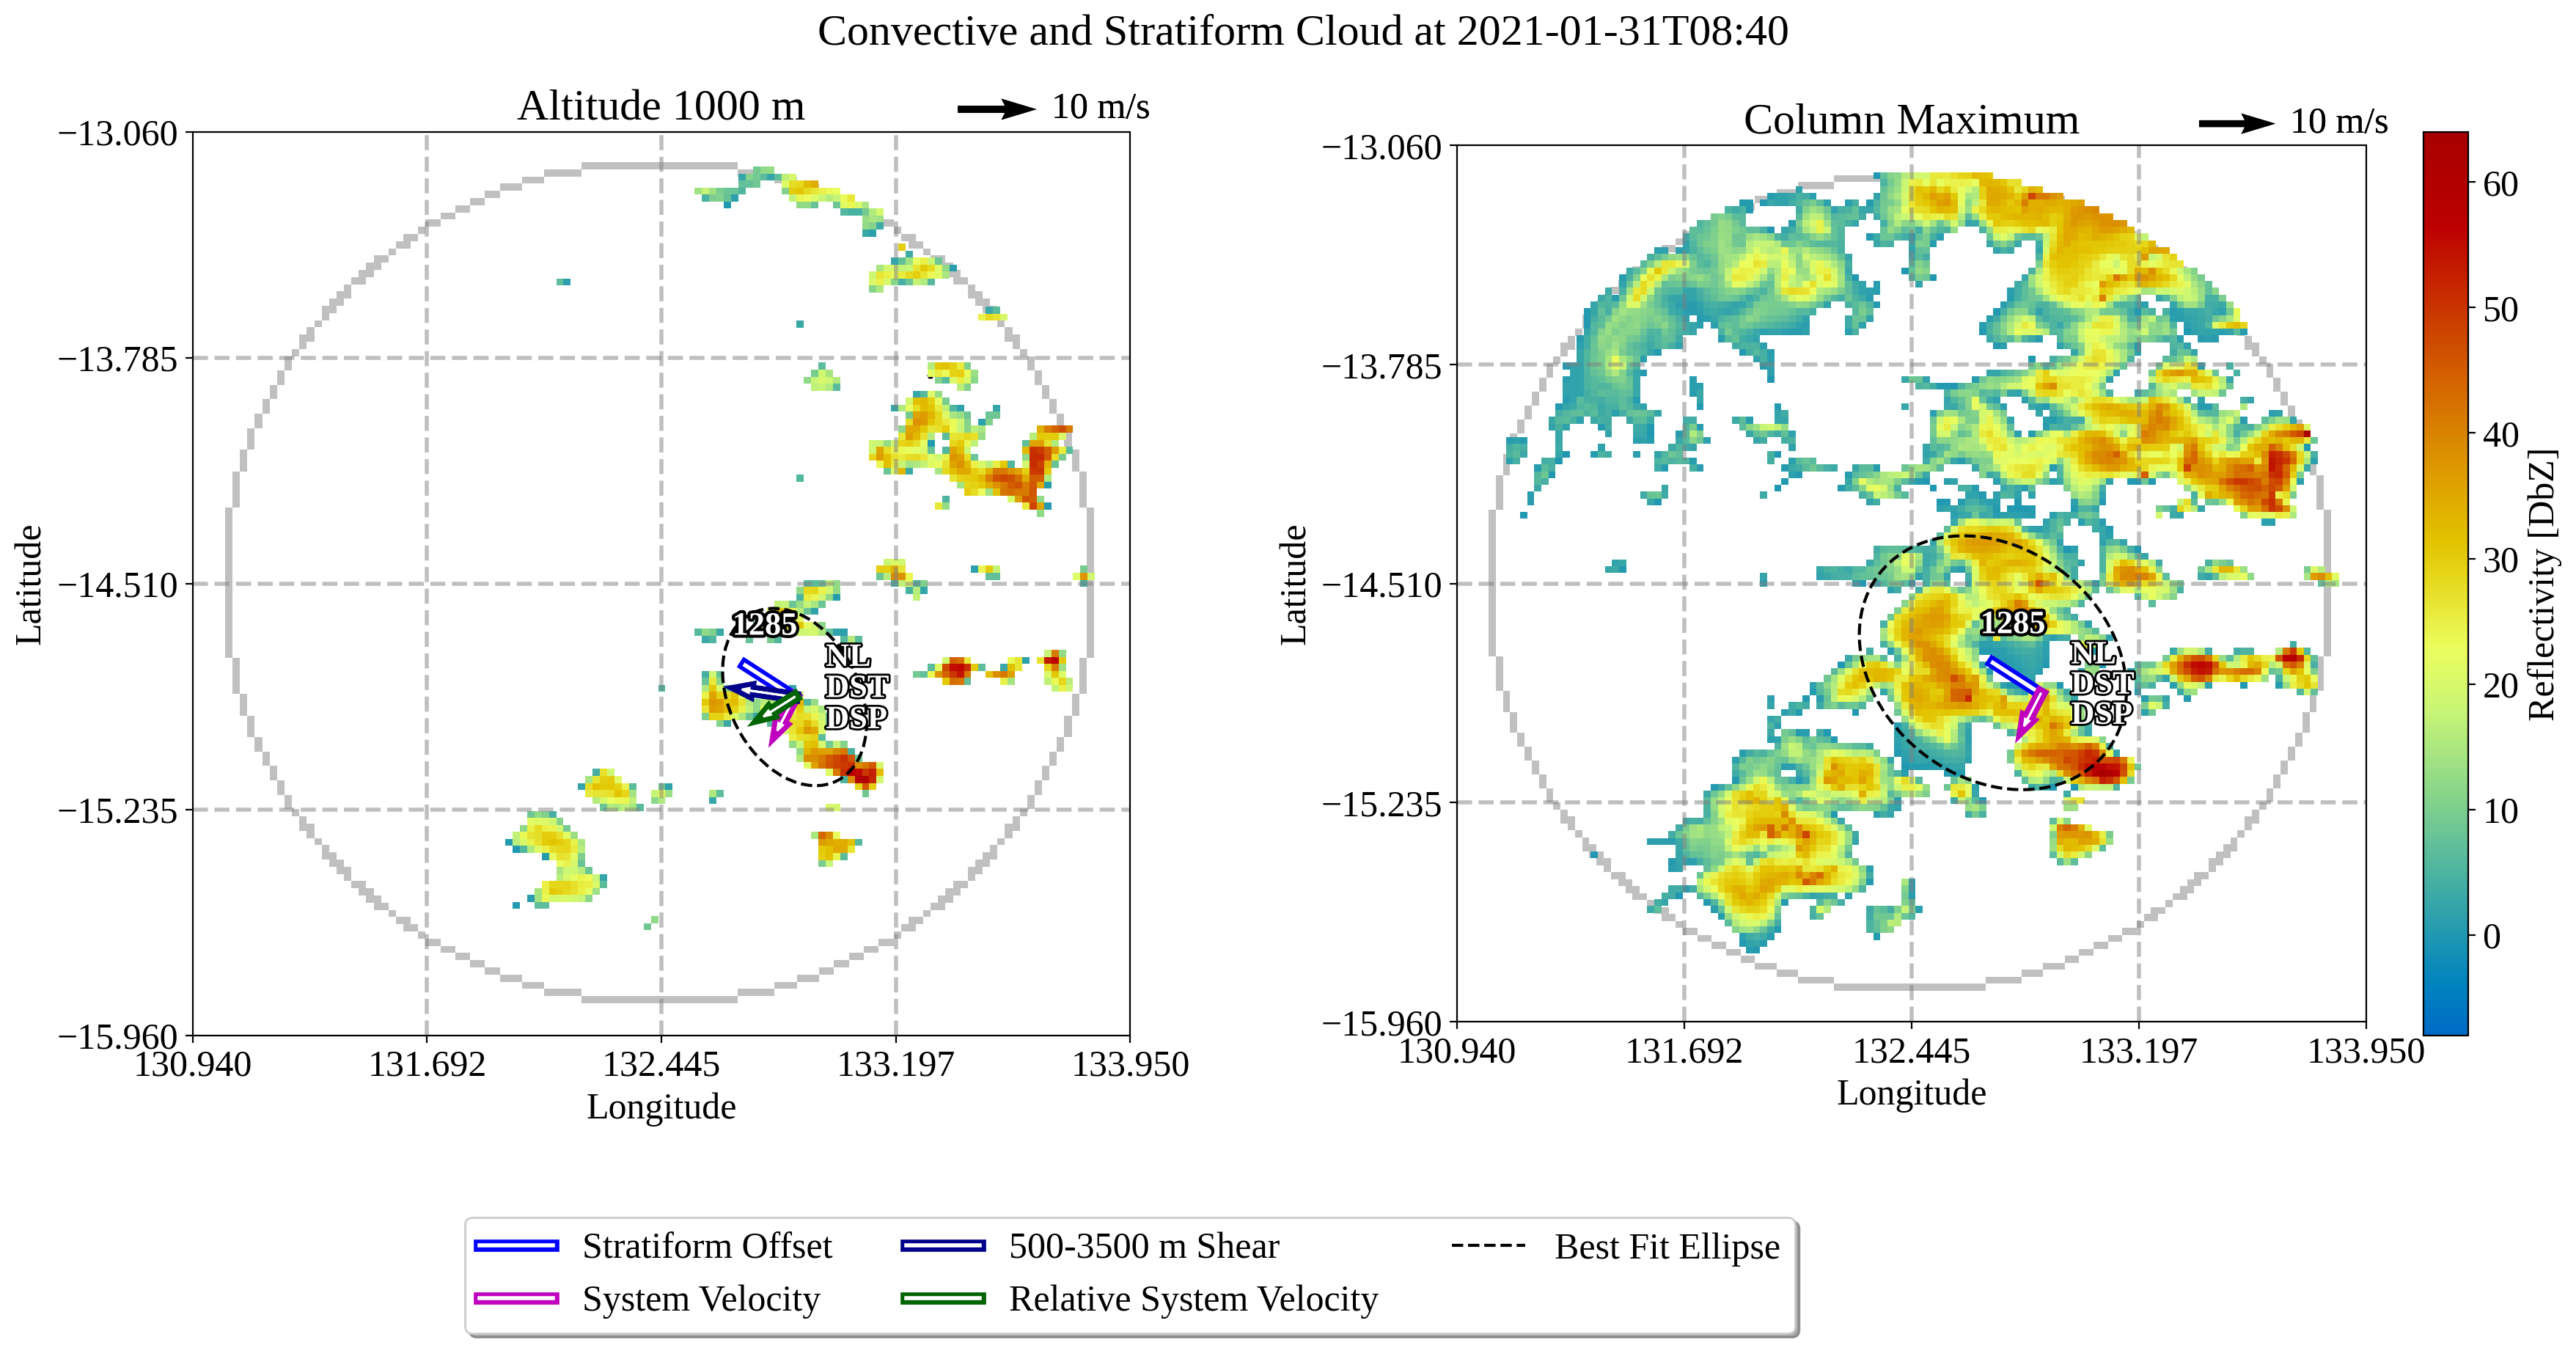 Convective and Stratiform Cloud at 2021-01-31T08:40
Altitude 1000 m
10 m/s
−13.060
−13.785
−14.510
−15.235
−15.960
Latitude
130.940
131.692
132.445
133.197
133.950
Longitude
1285
NL
DST
DSP
Column Maximum
10 m/s
−13.060
−13.785
−14.510
−15.235
−15.960
Latitude
130.940
131.692
132.445
133.197
133.950
Longitude
1285
NL
DST
DSP
60
50
40
30
20
10
0
Reflectivity [DbZ]
Stratiform Offset
System Velocity
500-3500 m Shear
Relative System Velocity
Best Fit Ellipse